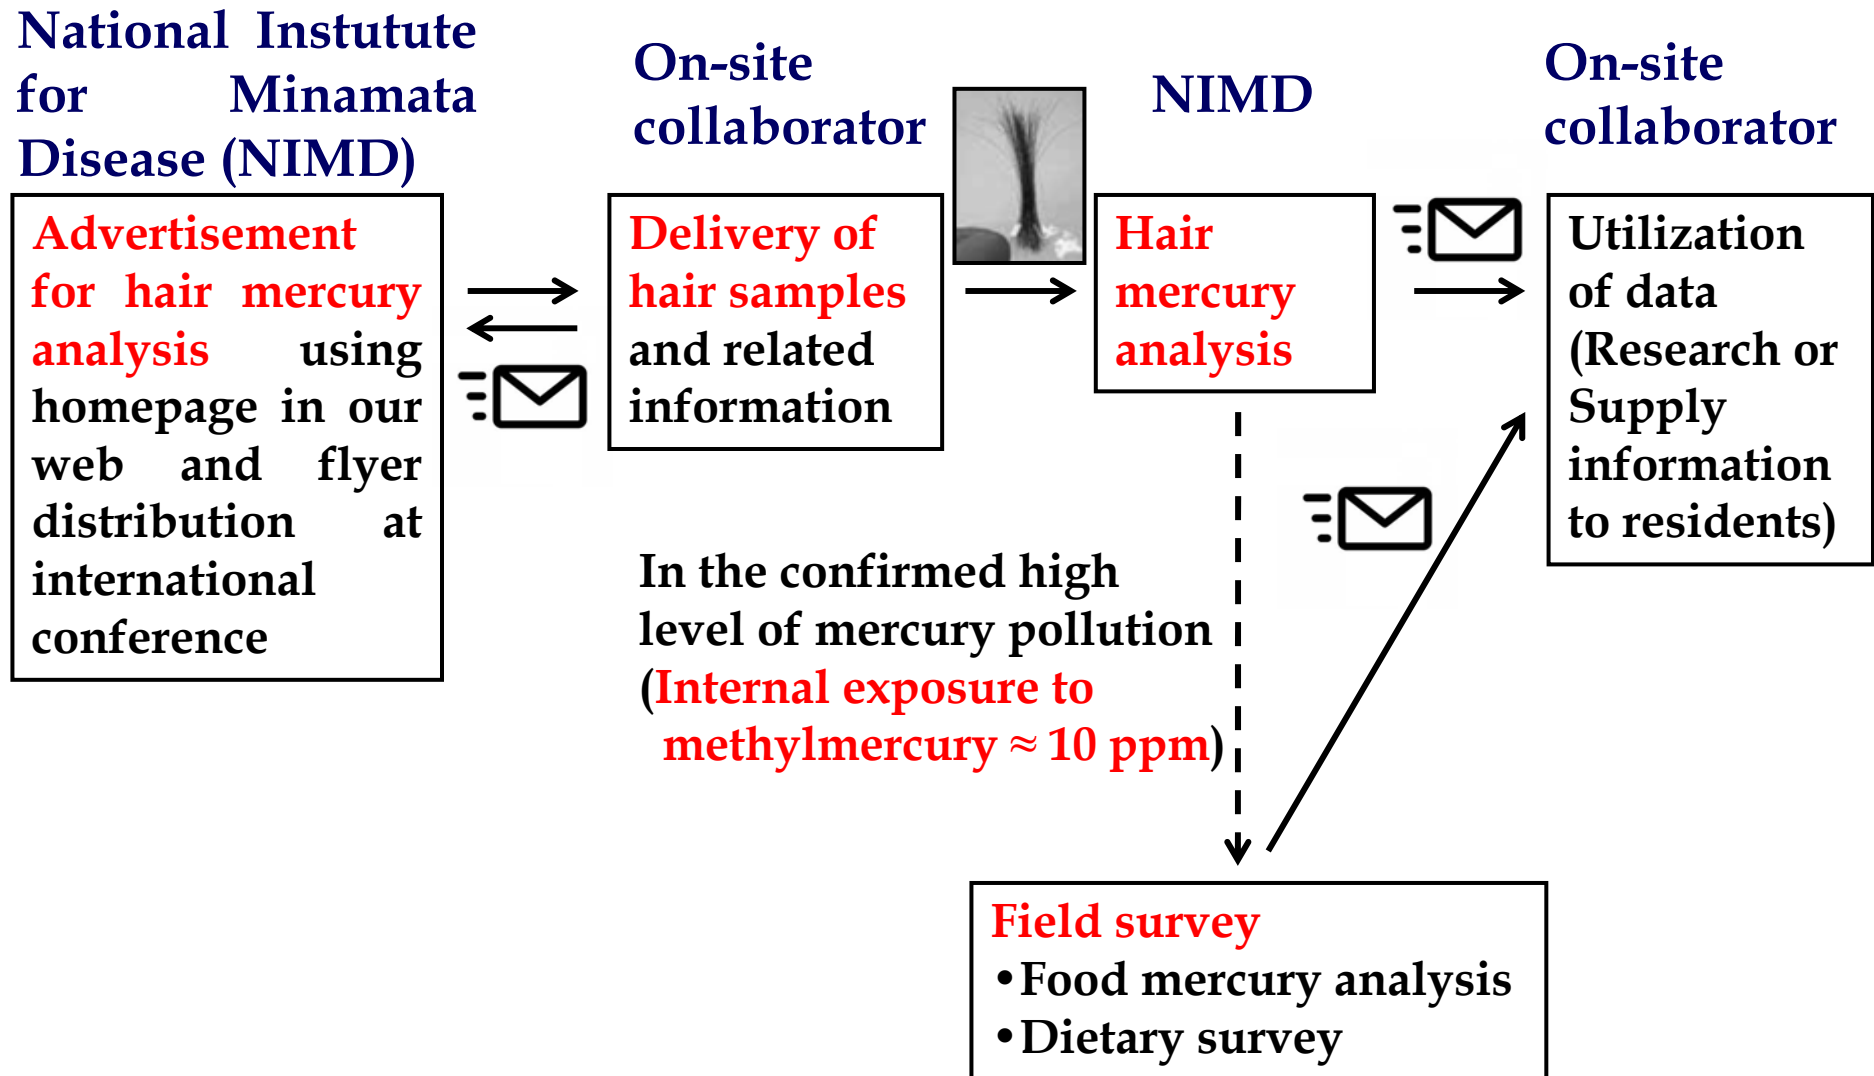 National Instutute
for Minamata
Disease (NIMD)
Advertisement
for hair mercury
analysis using
homepage in our
web and flyer
distribution at
international
conference
On-site
collaborator
Delivery of
hair samples
and related
information
NIMD
Hair
mercury
analysis
On-site
collaborator
Utilization
of data
(Research or
Supply
information
to residents)
In the confirmed high
level of mercury pollution
(Internal exposure to
methylmercury ≈ 10 ppm)
Field survey
•Food mercury analysis
•Dietary survey